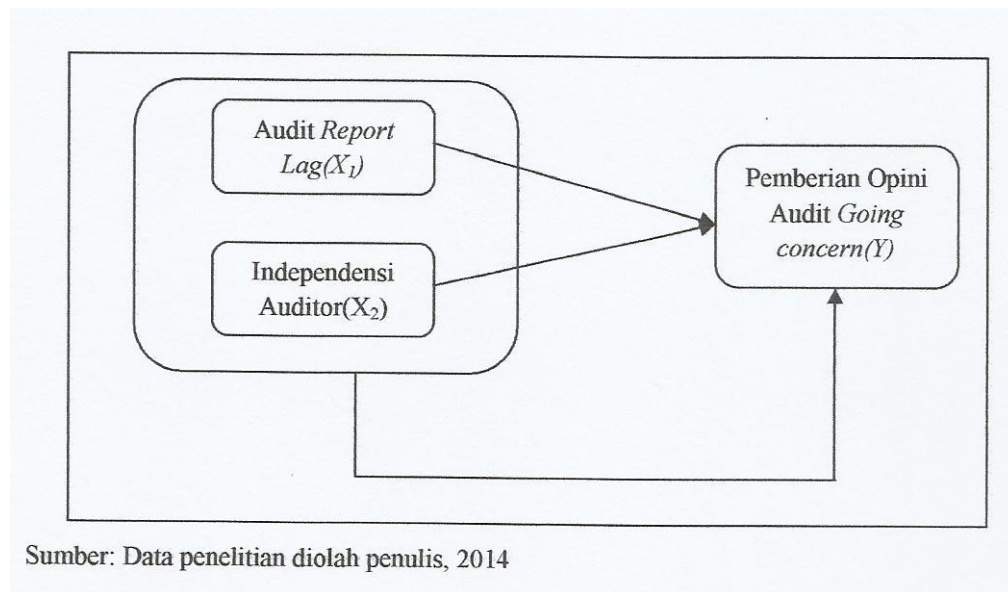 Audit Report
Lag(X₁)
Independensi
Auditor(X₂)
Pemberian Opini
Audit Going
concern(Y)
Sumber: Data penelitian diolah penulis, 2014